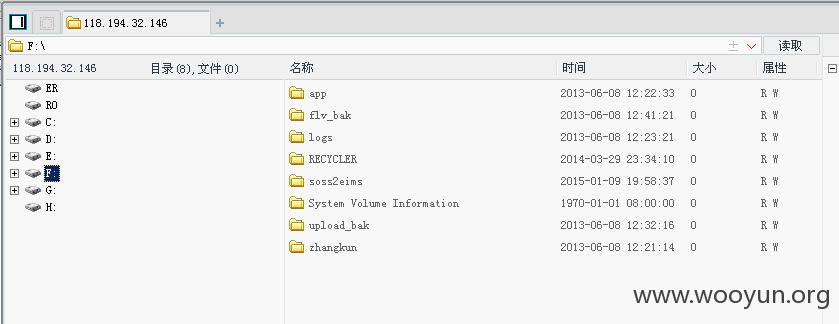 118.194.32.146
F:\
读取
118.194.32.146 目录(8),文件(0) 名称 时间 大小 属性
ER
RO
C:
D:
E:
F:
G:
H:
app 2013-06-08 12:22:33 0 R W
flv_bak 2013-06-08 12:41:21 0 R W
logs 2013-06-08 12:23:21 0 R W
RECYCLER 2014-03-29 23:34:10 0 R W
soss2eims 2015-01-09 19:58:37 0 R W
System Volume Information 1970-01-01 08:00:00 0 R W
upload_bak 2013-06-08 12:32:16 0 R W
zhangkun 2013-06-08 12:21:14 0 R W
www.wooyun.org